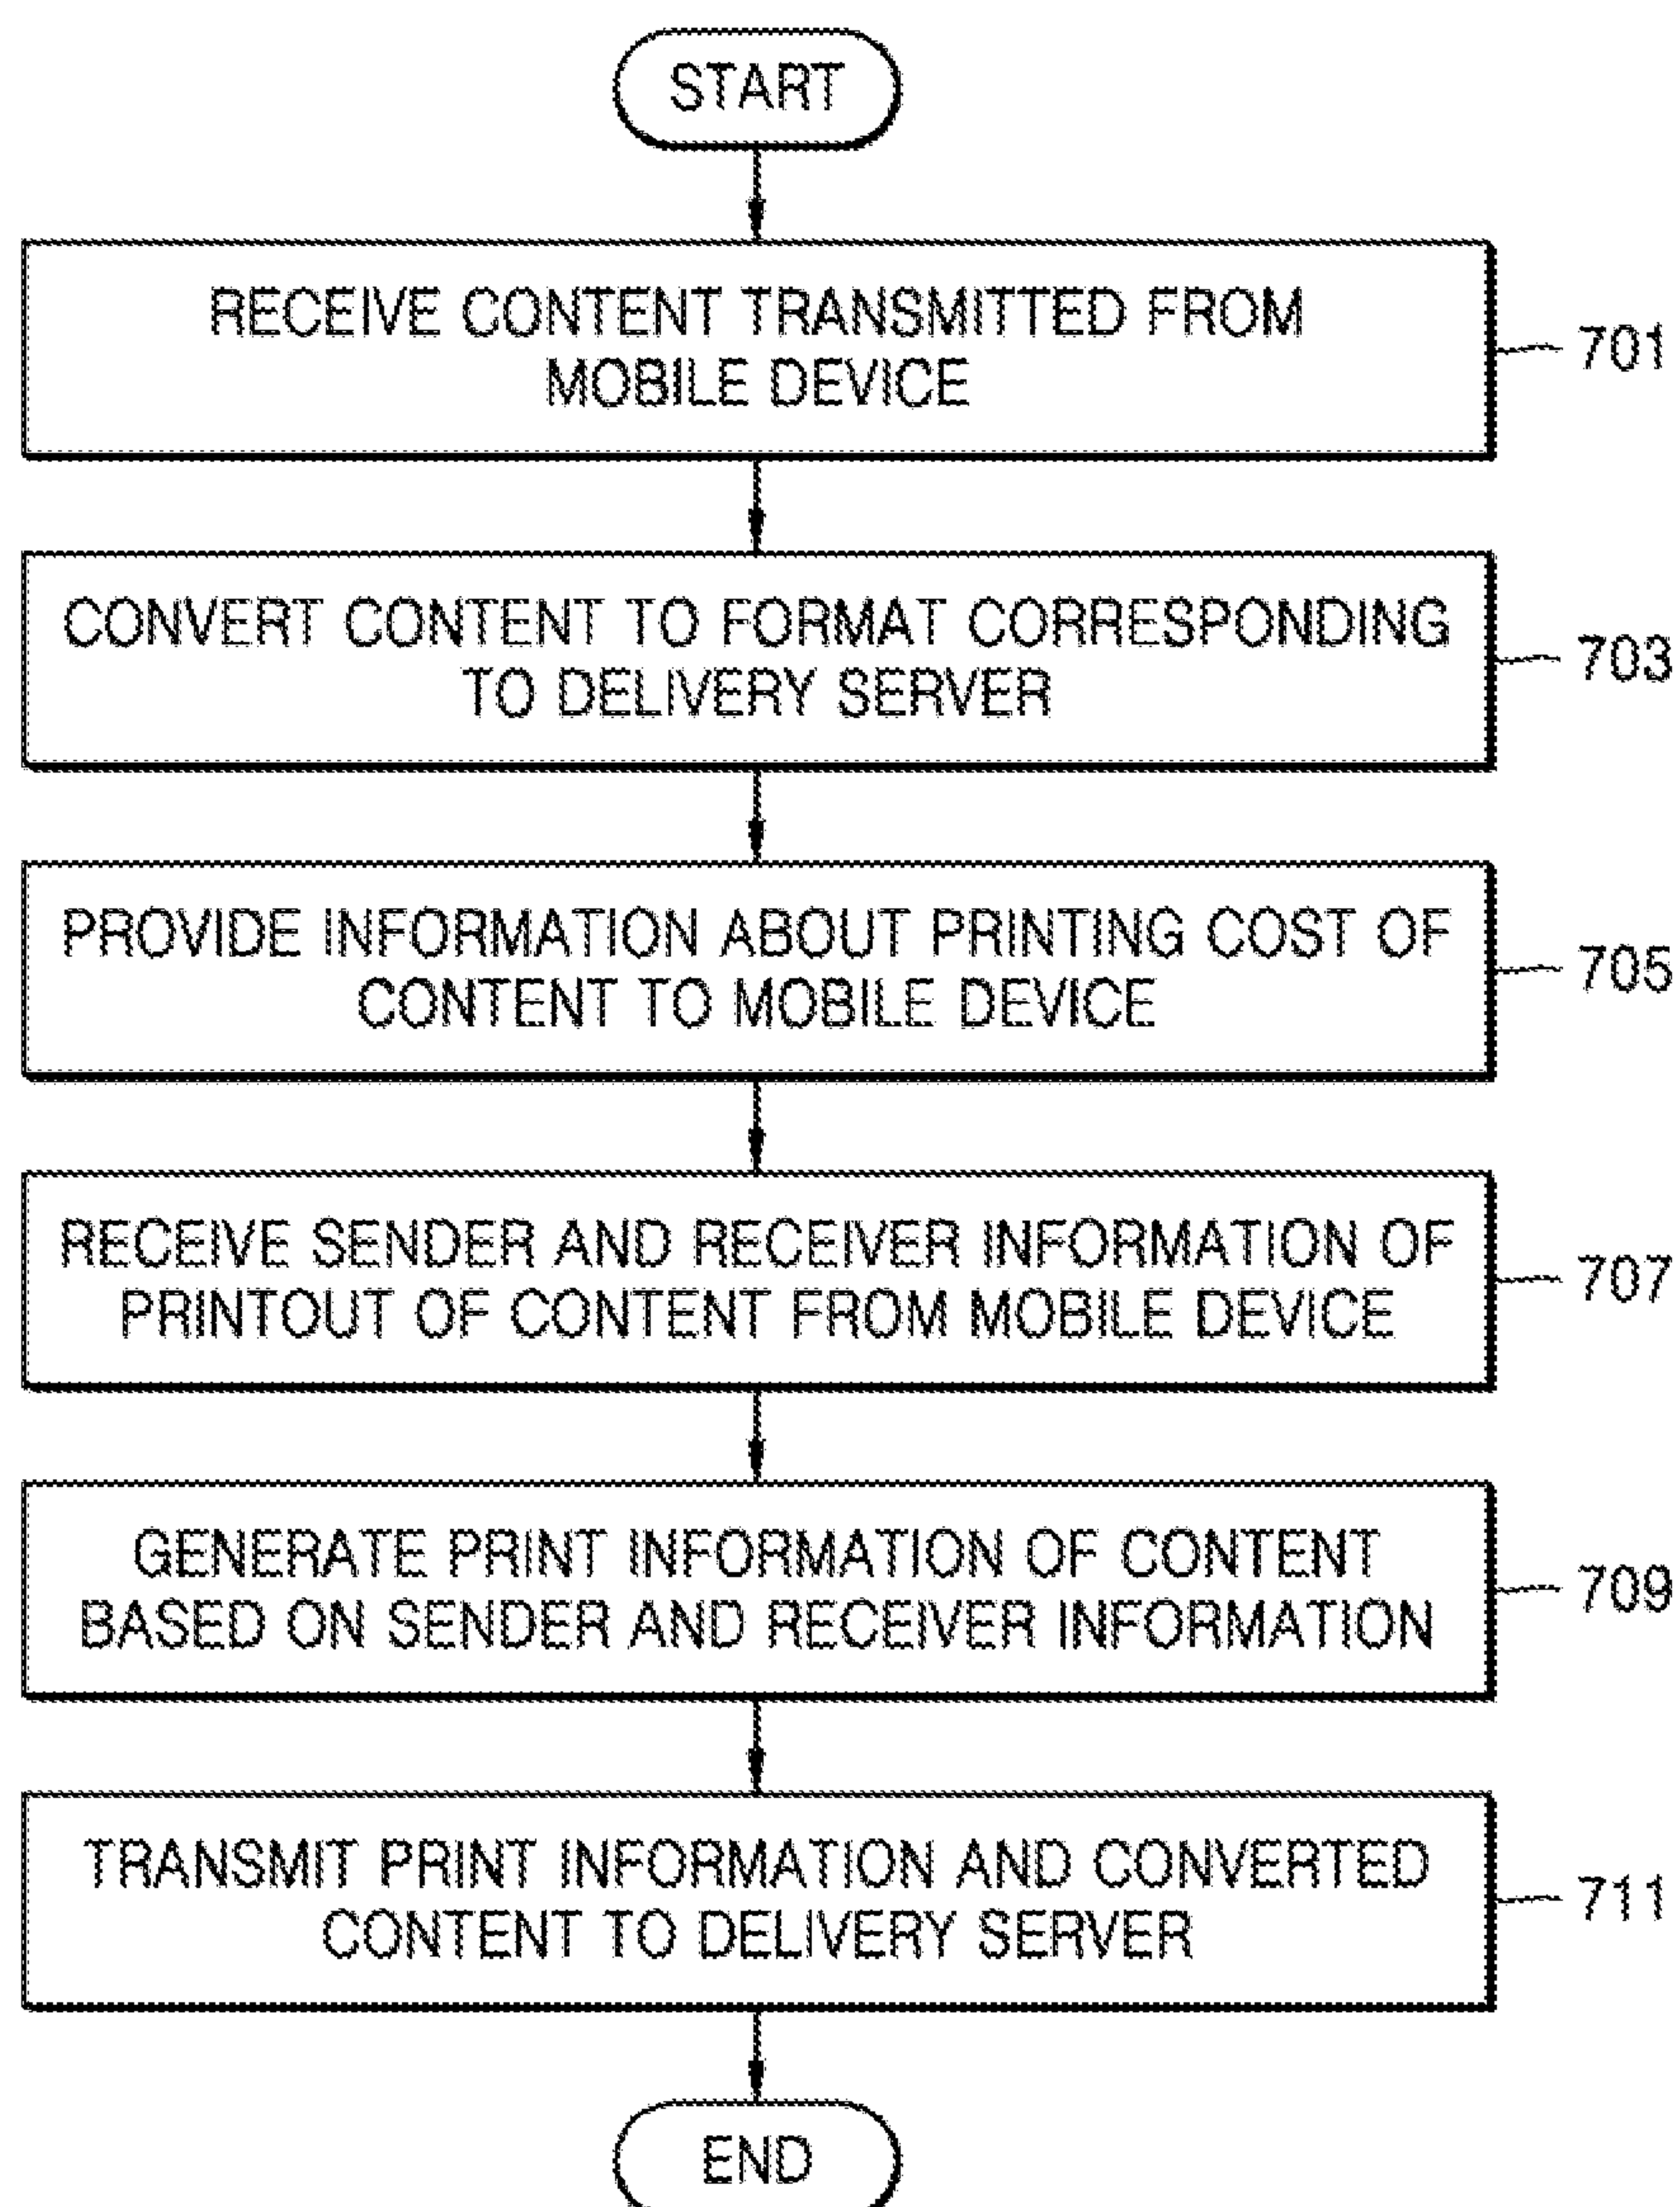 START
RECEIVE CONTENT TRANSMITTED FROM
MOBILE DEVICE
701
CONVERT CONTENT TO FORMAT CORRESPONDING
TO DELIVERY SERVER
703
PROVIDE INFORMATION ABOUT PRINTING COST OF
CONTENT TO MOBILE DEVICE
705
RECEIVE SENDER AND RECEIVER INFORMATION OF
PRINTOUT OF CONTENT FROM MOBILE DEVICE
707
GENERATE PRINT INFORMATION OF CONTENT
BASED ON SENDER AND RECEIVER INFORMATION
709
TRANSMIT PRINT INFORMATION AND CONVERTED
CONTENT TO DELIVERY SERVER
711
END